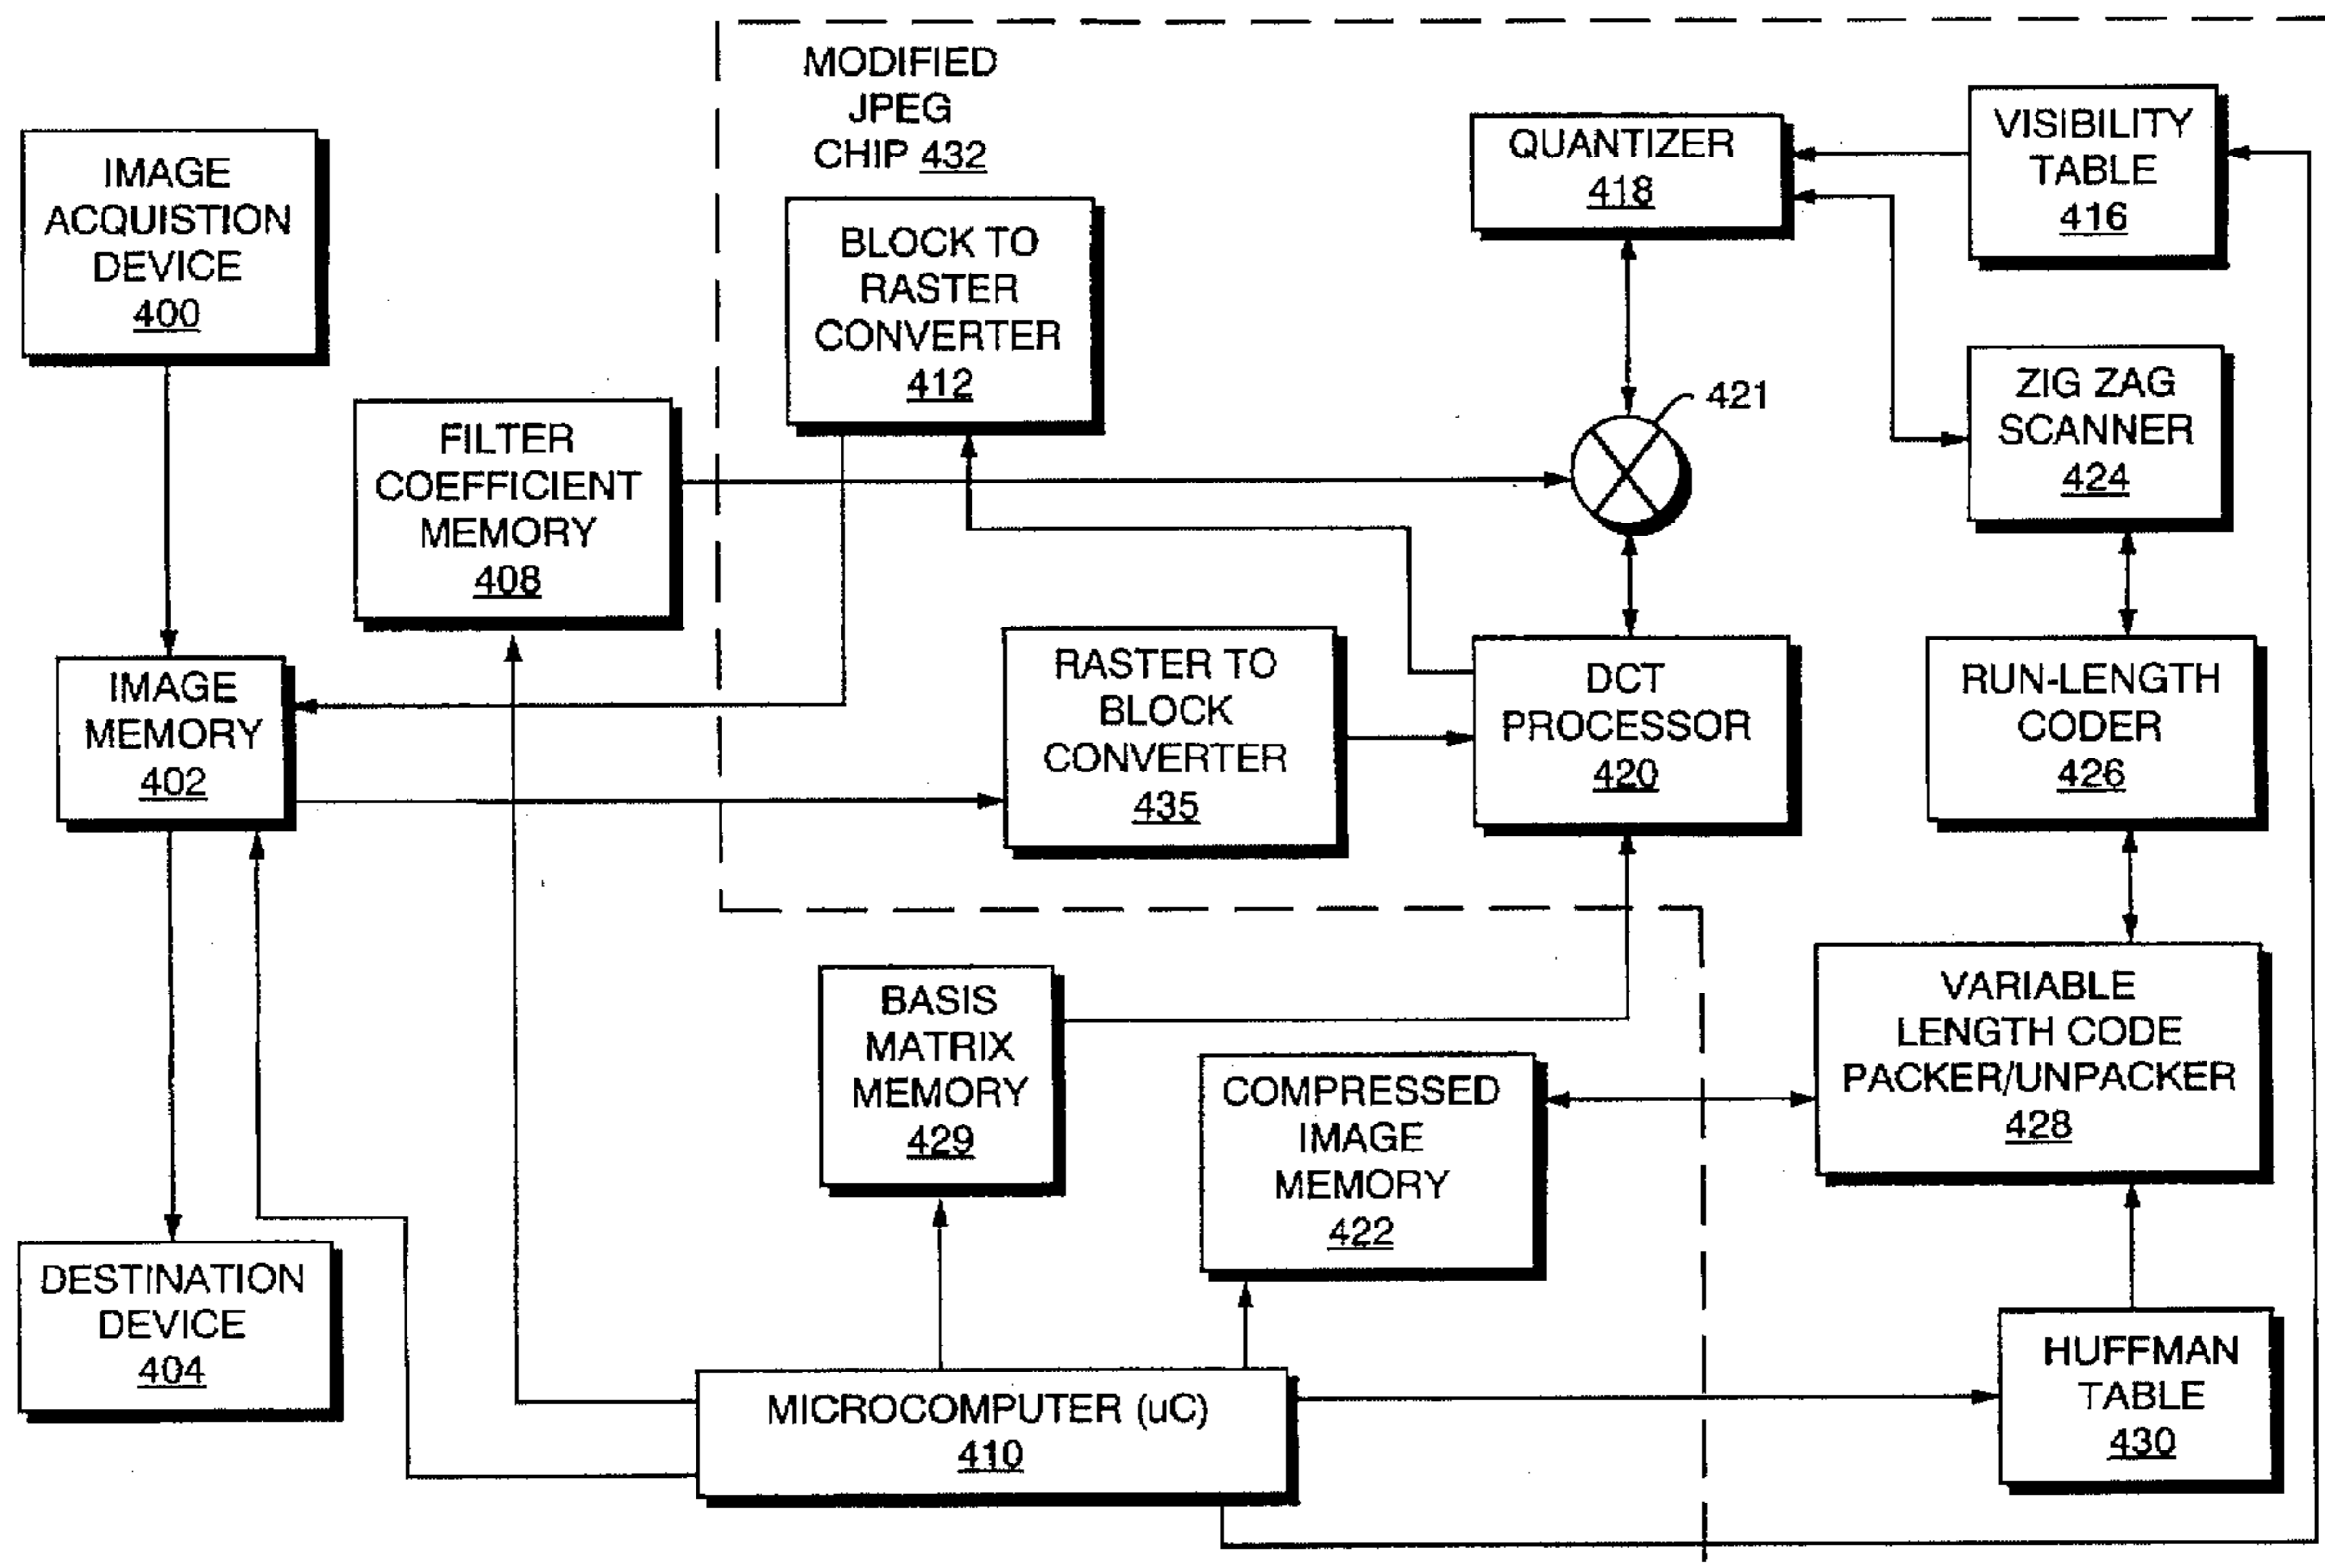 MODIFIED
JPEG
CHIP 432
IMAGE
ACQUISTION
DEVICE
400
BLOCK TO
RASTER
CONVERTER
412
QUANTIZER
418
VISIBILITY
TABLE
416
FILTER
COEFFICIENT
MEMORY
408
421
ZIG ZAG
SCANNER
424
IMAGE
MEMORY
402
RASTER TO
BLOCK
CONVERTER
435
DCT
PROCESSOR
420
RUN-LENGTH
CODER
426
BASIS
MATRIX
MEMORY
429
COMPRESSED
IMAGE
MEMORY
422
VARIABLE
LENGTH CODE
PACKER/UNPACKER
428
DESTINATION
DEVICE
404
MICROCOMPUTER (uC)
410
HUFFMAN
TABLE
430